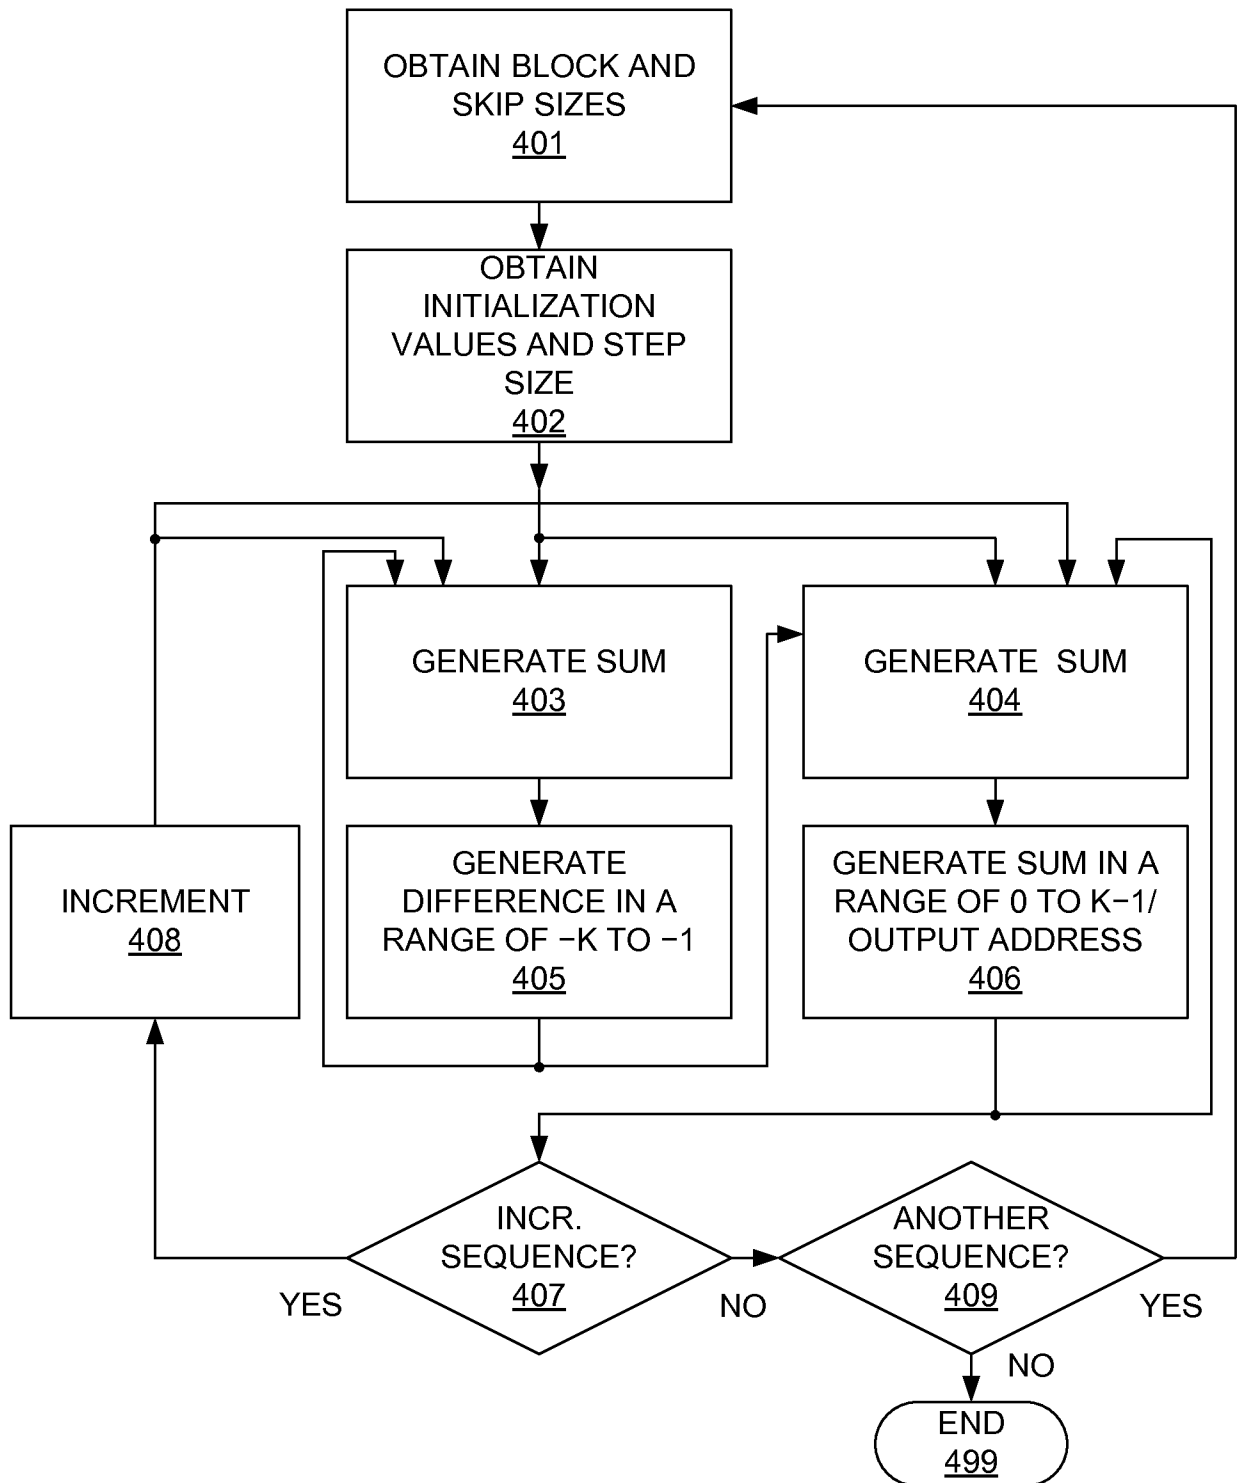 OBTAIN BLOCK AND
SKIP SIZES
401
OBTAIN
INITIALIZATION
VALUES AND STEP
SIZE
402
GENERATE SUM
403
GENERATE SUM
404
INCREMENT
408
GENERATE
DIFFERENCE IN A
RANGE OF −K TO −1
405
GENERATE SUM IN A
RANGE OF 0 TO K−1/
OUTPUT ADDRESS
406
INCR.
SEQUENCE?
407
YES
NO
ANOTHER
SEQUENCE?
409
YES
NO
END
499